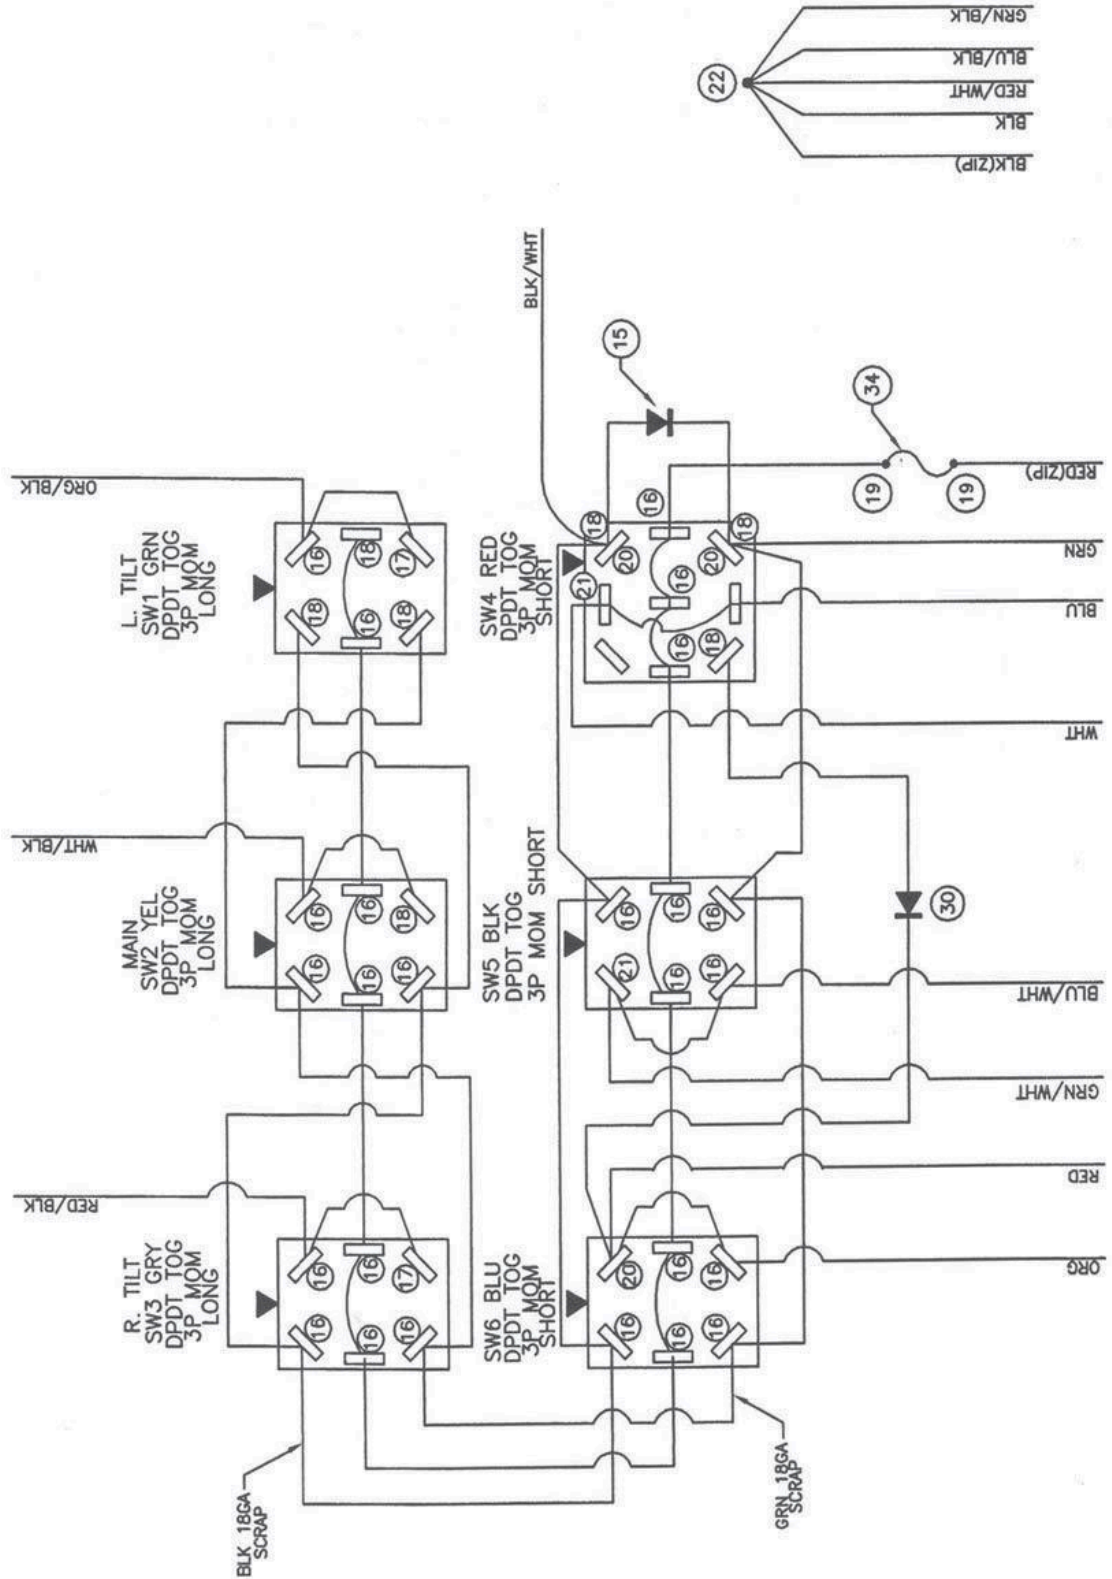 GRN/BLK
BLU/BLK
RED/WHT
BLK
BLK(ZIP)
22
BLK/WHT
15
34
19
19
RED(ZIP)
GRN
BLU
WHT
ORG/BLK
L. TILT
SW1 GRN
DPDT TOG
3P MOM
LONG
16
18
17
18
16
18
SW4 RED
DPDT TOG
3P MOM
SHORT
18
20
16
16
20
18
21
16
18
WHT/BLK
MAIN
SW2 YEL
DPDT TOG
3P MOM
LONG
16
16
18
16
16
16
SW5 BLK
DPDT TOG
3P MOM SHORT
16
16
16
21
16
16
30
BLU/WHT
GRN/WHT
RED/BLK
R. TILT
SW3 GRY
DPDT TOG
3P MOM
LONG
16
16
17
16
16
16
SW6 BLU
DPDT TOG
3P MOM
SHORT
20
16
16
16
16
16
RED
ORG
BLK 18GA
SCRAP
GRN 18GA
SCRAP